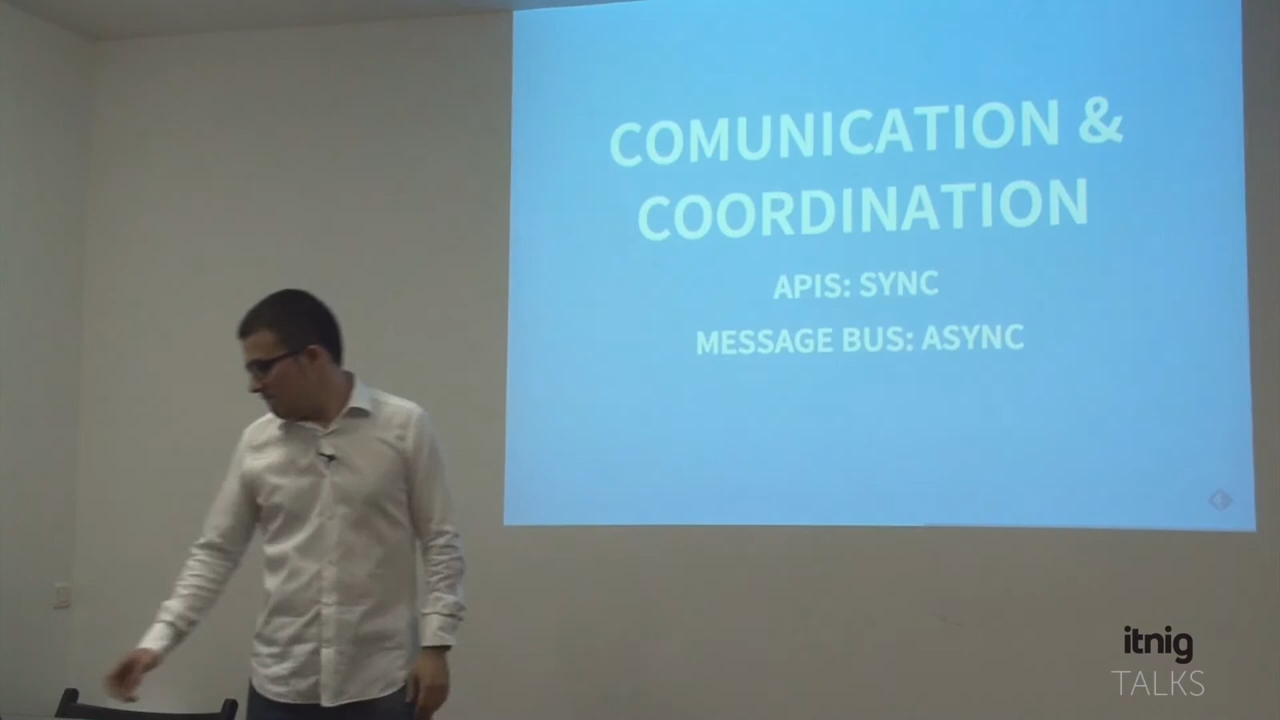 COMUNICATION &
COORDINATION
APIS: SYNC
MESSAGE BUS: ASYNC
itnig
TALKS